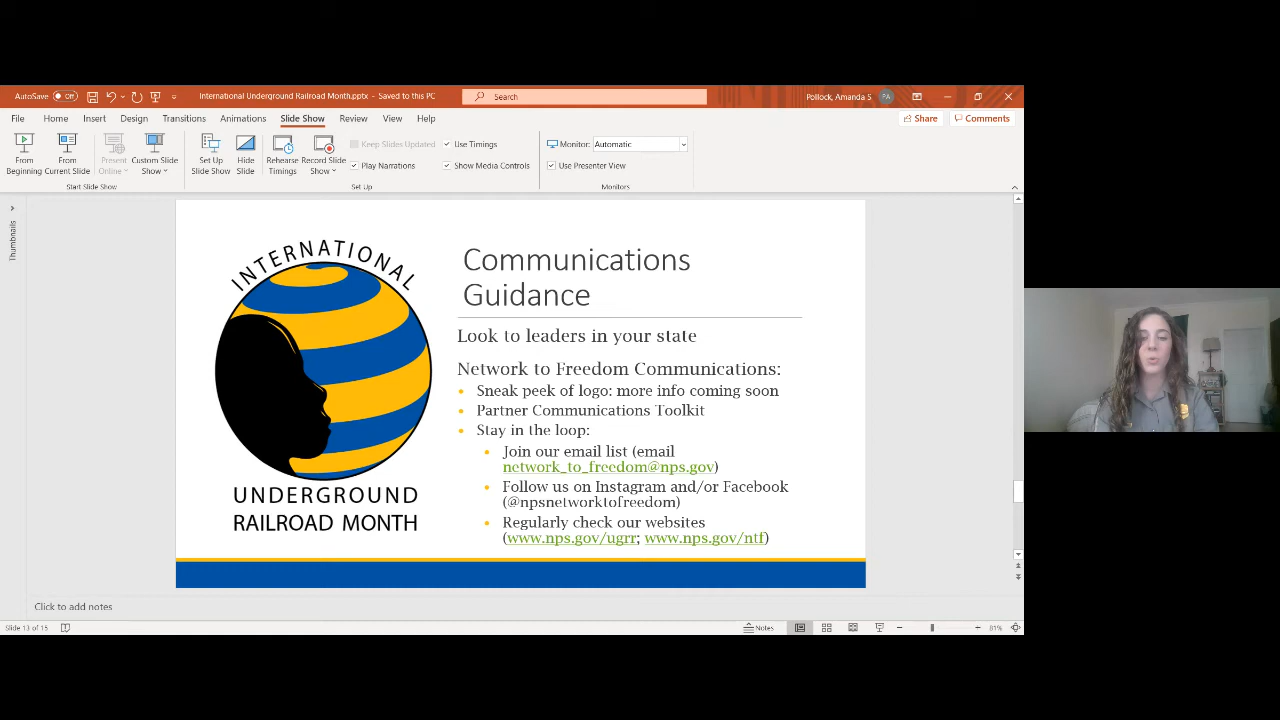 AutoSave Off
International Underground Railroad Month.pptx - Saved to this PC
Search
Pollock, Amanda S PA
File Home Insert Design Transitions Animations Slide Show Review View Help
Share Comments
From Beginning
From Current Slide
Present Online
Custom Slide Show
Set Up Slide Show
Hide Slide
Rehearse Timings
Record Slide Show
Keep Slides Updated
Play Narrations
Use Timings
Show Media Controls
Monitor: Automatic
Use Presenter View
Start Slide Show
Set Up
Monitors
Thumbnails
INTERNATIONAL
UNDERGROUND
RAILROAD MONTH
Communications
Guidance
Look to leaders in your state
Network to Freedom Communications:
• Sneak peek of logo: more info coming soon
• Partner Communications Toolkit
• Stay in the loop:
• Join our email list (email
network_to_freedom@nps.gov)
• Follow us on Instagram and/or Facebook
(@npsnetworktofreedom)
• Regularly check our websites
(www.nps.gov/ugrr; www.nps.gov/ntf)
Click to add notes
Slide 13 of 15
Notes
81%